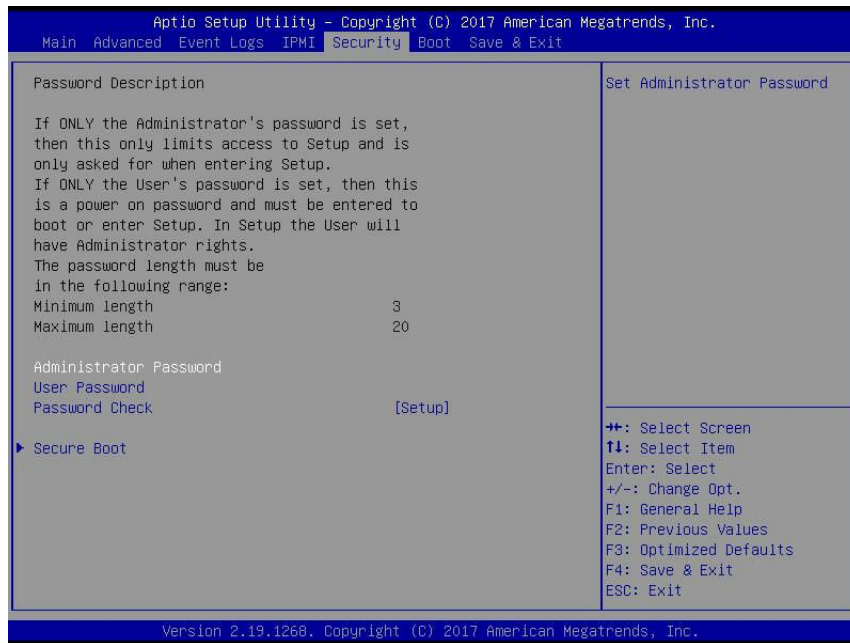 Aptio Setup Utility – Copyright (C) 2017 American Megatrends, Inc.
Main Advanced Event Logs IPMI Security Boot Save & Exit
Password Description
If ONLY the Administrator's password is set,
then this only limits access to Setup and is
only asked for when entering Setup.
If ONLY the User's password is set, then this
is a power on password and must be entered to
boot or enter Setup. In Setup the User will
have Administrator rights.
The password length must be
in the following range:
Minimum length 3
Maximum length 20
Administrator Password
User Password
Password Check [Setup]
Secure Boot
Set Administrator Password
→←: Select Screen
↑↓: Select Item
Enter: Select
+/-: Change Opt.
F1: General Help
F2: Previous Values
F3: Optimized Defaults
F4: Save & Exit
ESC: Exit
Version 2.19.1268. Copyright (C) 2017 American Megatrends, Inc.